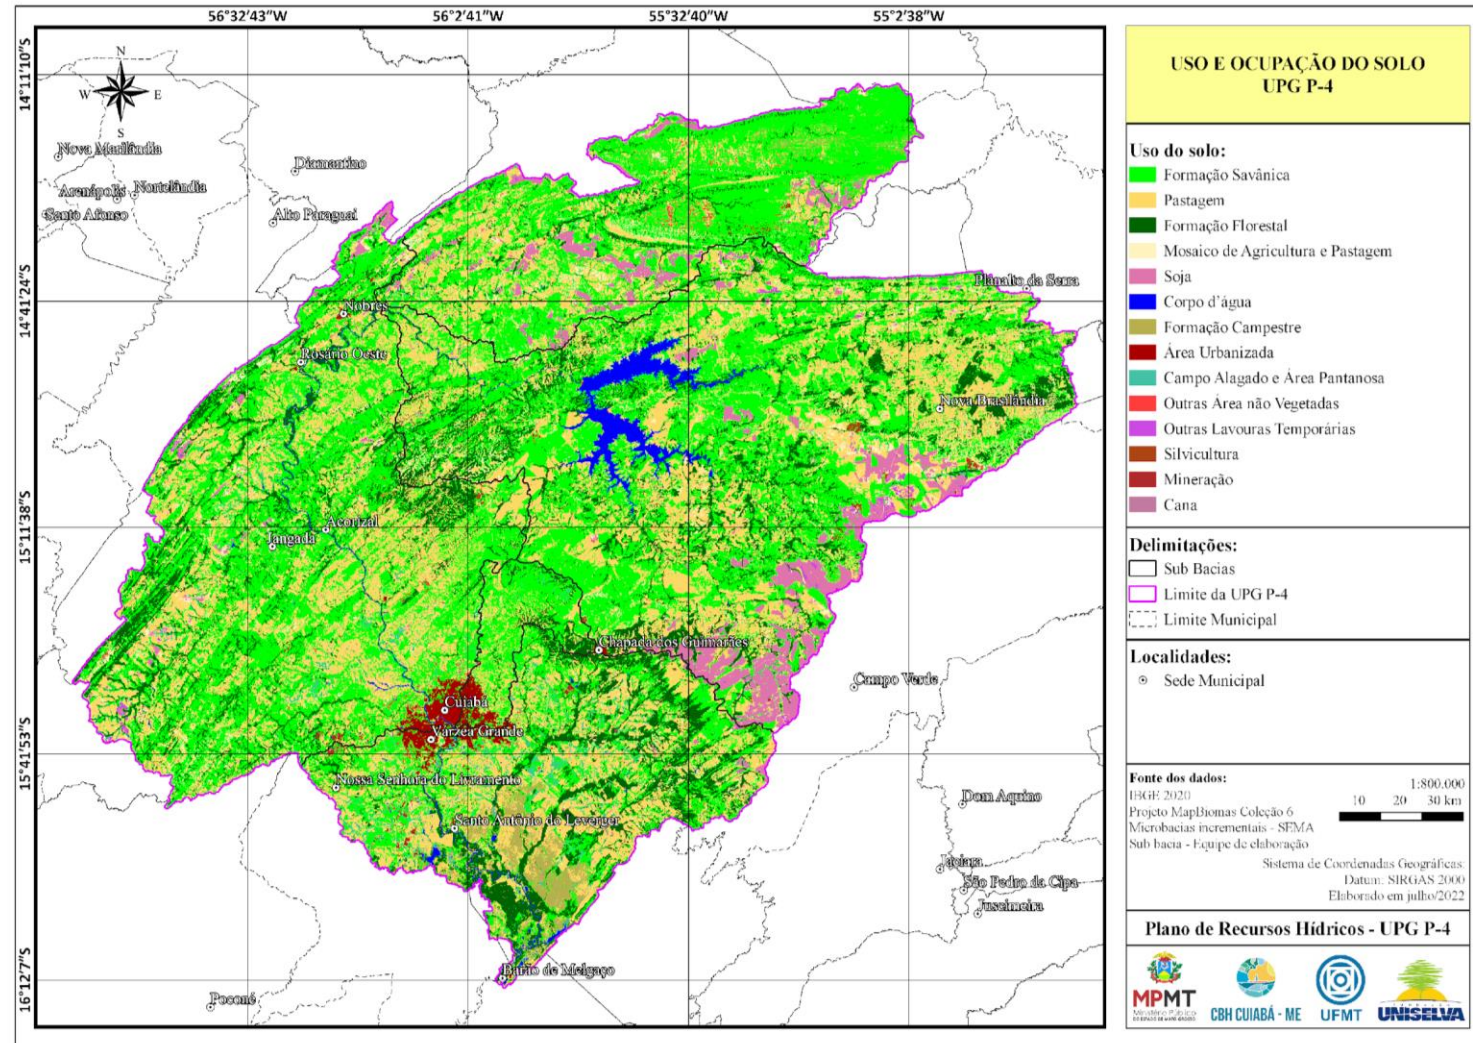 56°32'43"W
56°2'41"W
55°32'40"W
55°2'38"W
14°11'10"S
14°41'24"S
15°11'38"S
15°41'53"S
16°12'7"S
N
W E
S
Nova Marilândia
Diamantino
Arenápolis
Nortelândia
Santo Afonso
Alto Paraguai
Planalto da Serra
Nobres
Rosário Oeste
Nova Brasilândia
Acorizal
Jangada
Chapada dos Guimarães
Campo Verde
Cuiabá
Várzea Grande
Nossa Senhora do Livramento
Dom Aquino
Santo Antônio do Leverger
Jaciara
São Pedro da Cipa
Juscimeira
Barão de Melgaço
Poconé
USO E OCUPAÇÃO DO SOLO
UPG P-4
Uso do solo:
Formação Savânica
Pastagem
Formação Florestal
Mosaico de Agricultura e Pastagem
Soja
Corpo d'água
Formação Campestre
Área Urbanizada
Campo Alagado e Área Pantanosa
Outras Área não Vegetadas
Outras Lavouras Temporárias
Silvicultura
Mineração
Cana
Delimitações:
Sub Bacias
Limite da UPG P-4
Limite Municipal
Localidades:
Sede Municipal
Fonte dos dados:
IBGE 2020
Projeto MapBiomas Coleção 6
Microbacias incrementais - SEMA
Sub bacia - Equipe de elaboração
1:800.000
10 20 30 km
Sistema de Coordenadas Geográficas
Datum: SIRGAS 2000
Elaborado em julho/2022
Plano de Recursos Hídricos - UPG P-4
MPMT
Ministério Público
CBH CUIABÁ - ME
UFMT
UNISELVA